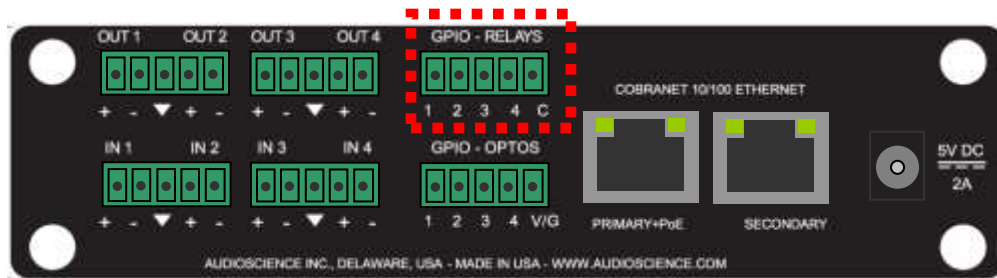 OUT 1 OUT 2 OUT 3 OUT 4 GPIO - RELAYS
+ - ▼ + - + - ▼ + - 1 2 3 4 C
COBRANET 10/100 ETHERNET
IN 1 IN 2 IN 3 IN 4 GPIO - OPTOS
+ - ▼ + - + - ▼ + - 1 2 3 4 V/G
PRIMARY+PoE SECONDARY
5V DC
2A
AUDIOSCIENCE INC., DELAWARE, USA - MADE IN USA - WWW.AUDIOSCIENCE.COM